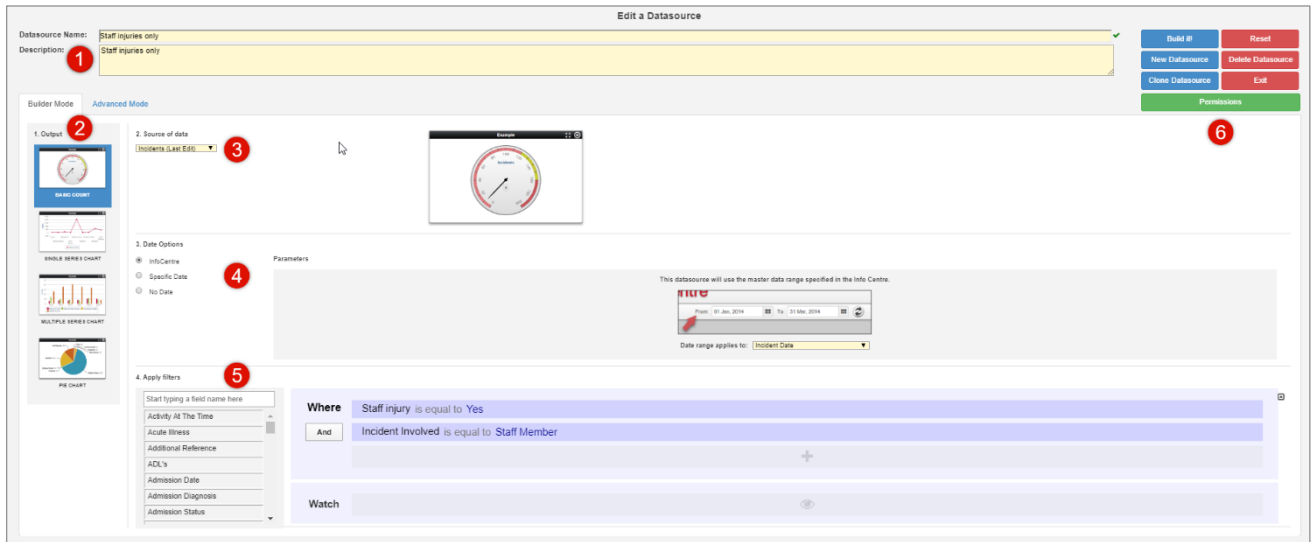 Edit a Datasource
Datasource Name: Staff injuries only
Description: Staff injuries only
1
Build it! Reset
New Datasource Delete Datasource
Clone Datasource Exit
Permissions
6
Builder Mode Advanced Mode
1. Output 2
BASIC COUNT
SINGLE SERIES CHART
MULTIPLE SERIES CHART
PIE CHART
2. Source of data
Incidents (Last Edit) 3
Example
3. Date Options
InfoCentre
Specific Date
No Date
4
Parameters
This datasource will use the master data range specified in the Info Centre.
ntre
From 01 Jan, 2014 To 31 Mar, 2014
Date range applies to: Incident Date
4. Apply filters 5
Start typing a field name here
Activity At The Time
Acute Illness
Additional Reference
ADL's
Admission Date
Admission Diagnosis
Admission Status
Where Staff injury is equal to Yes
And Incident Involved is equal to Staff Member
Watch